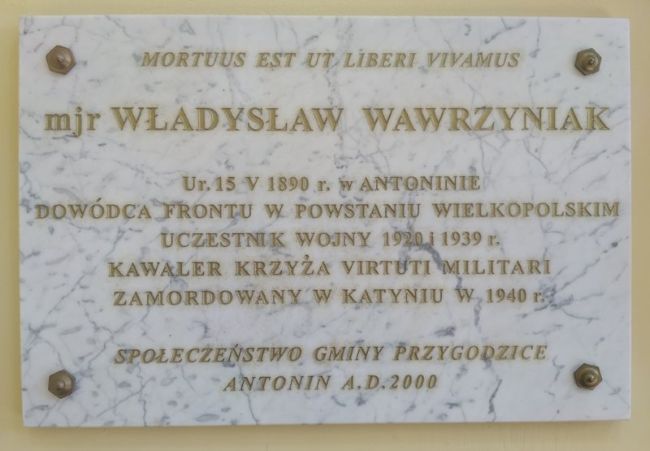 MORTUUS EST UT LIBERI VIVAMUS
mjr WŁADYSŁAW WAWRZYNIAK
Ur. 15 V 1890 r. w ANTONINIE
DOWÓDCA FRONTU W POWSTANIU WIELKOPOLSKIM
UCZESTNIK WOJNY 1920 i 1939 r.
KAWALER KRZYŻA VIRTUTI MILITARI
ZAMORDOWANY W KATYNIU W 1940 r.
SPOŁECZEŃSTWO GMINY PRZYGODZICE
ANTONIN A.D.2000